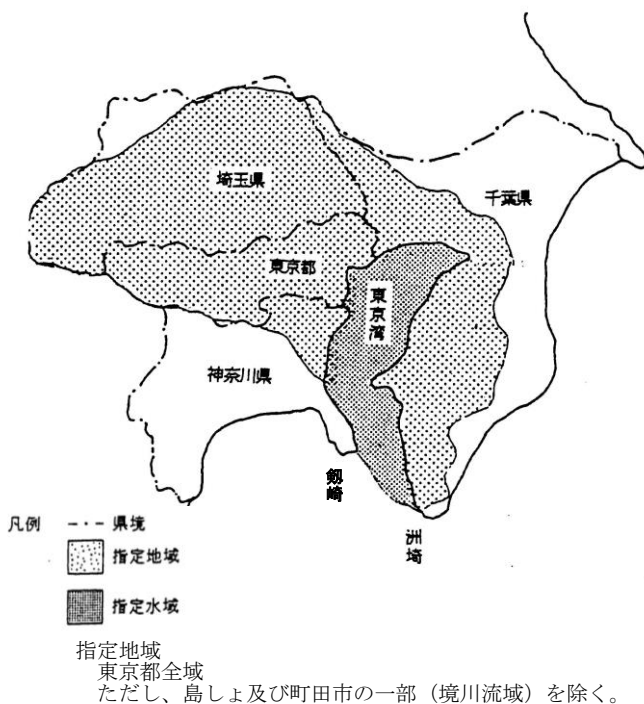 埼玉県
千葉県
東京都
東京湾
神奈川県
剱崎
洲埼
凡例 県境
指定地域
指定水域
指定地域
東京都全域
ただし、島しょ及び町田市の一部（境川流域）を除く。